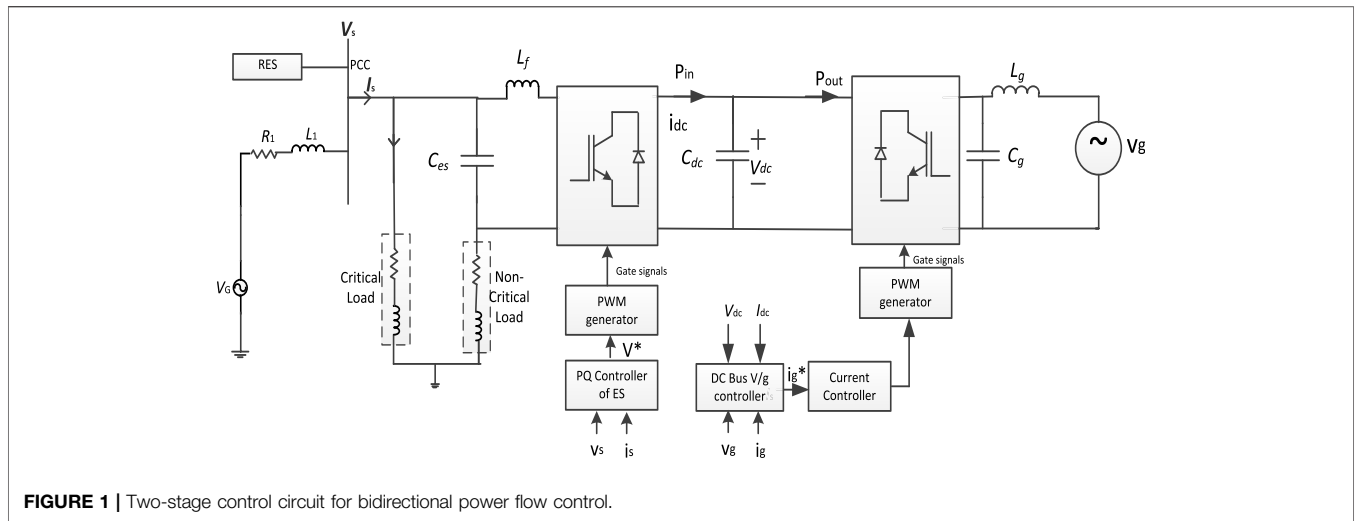 Vs
RES
PCC
Is
Lf
Pin
Pout
Lg
R1
L1
Ces
idc
Cdc
+
Vdc
−
Cg
~
Vg
VG
Critical
Load
Non-
Critical
Load
Gate signals
Gate signals
PWM
generator
PWM
generator
V*
Vdc
Idc
PQ Controller
of ES
DC Bus V/g
controller
ig*
Current
Controller
vs
is
vg
ig
FIGURE 1 | Two-stage control circuit for bidirectional power flow control.